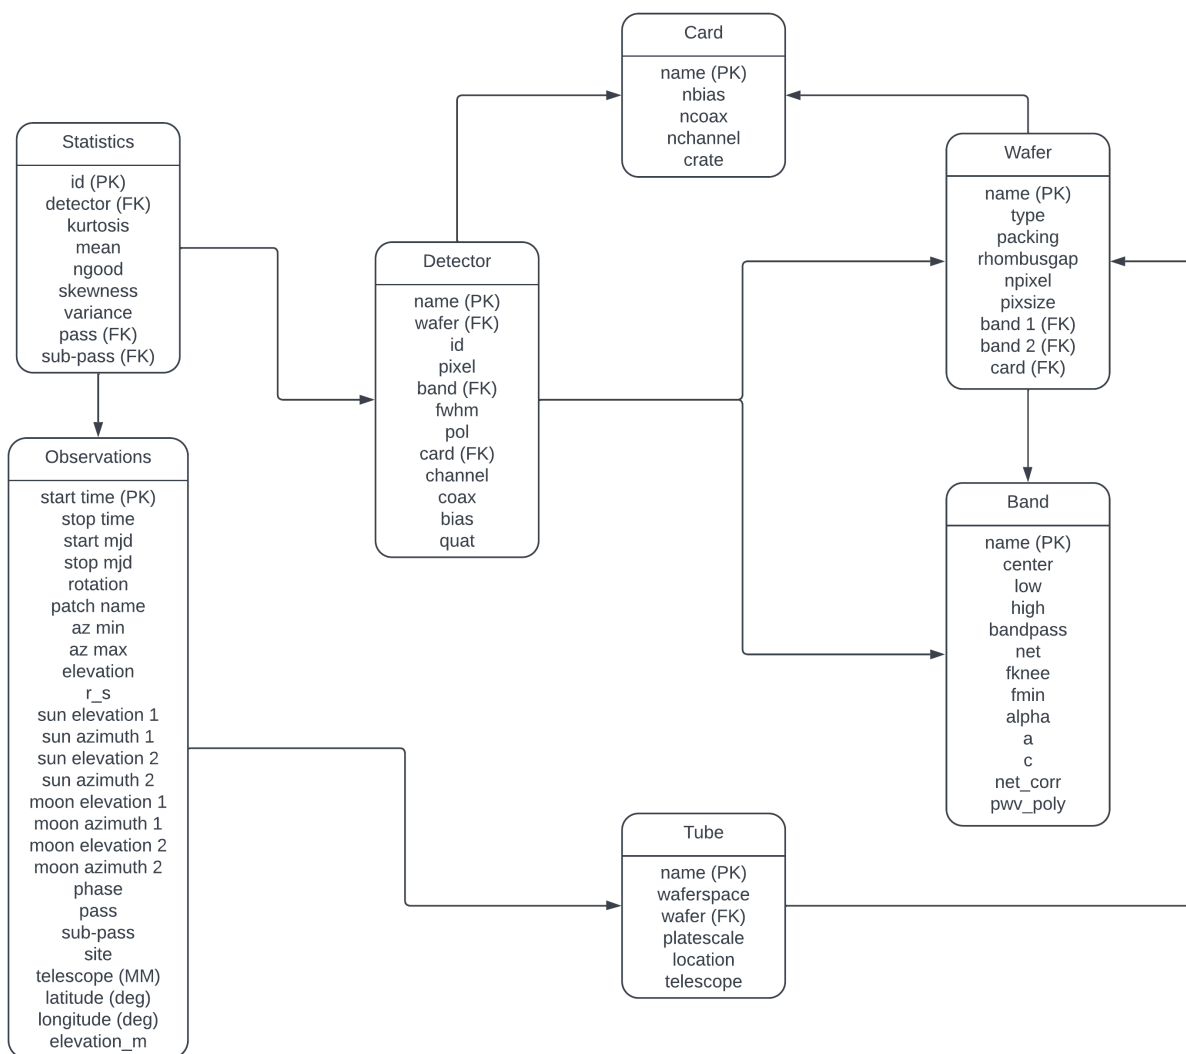 Card
name (PK)
nbias
ncoax
nchannel
crate
Statistics
id (PK)
detector (FK)
kurtosis
mean
ngood
skewness
variance
pass (FK)
sub-pass (FK)
Wafer
name (PK)
type
packing
rhombusgap
npixel
pixsize
band 1 (FK)
band 2 (FK)
card (FK)
Detector
name (PK)
wafer (FK)
id
pixel
band (FK)
fwhm
pol
card (FK)
channel
coax
bias
quat
Observations
start time (PK)
stop time
start mjd
stop mjd
rotation
patch name
az min
az max
elevation
r_s
sun elevation 1
sun azimuth 1
sun elevation 2
sun azimuth 2
moon elevation 1
moon azimuth 1
moon elevation 2
moon azimuth 2
phase
pass
sub-pass
site
telescope (MM)
latitude (deg)
longitude (deg)
elevation_m
Band
name (PK)
center
low
high
bandpass
net
fknee
fmin
alpha
a
c
net_corr
pwv_poly
Tube
name (PK)
waferspace
wafer (FK)
platescale
location
telescope